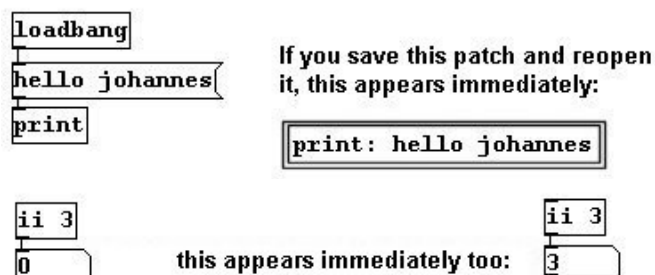 loadbang
hello johannes
print
If you save this patch and reopen
it, this appears immediately:
print: hello johannes
ii 3
0
this appears immediately too:
ii 3
3